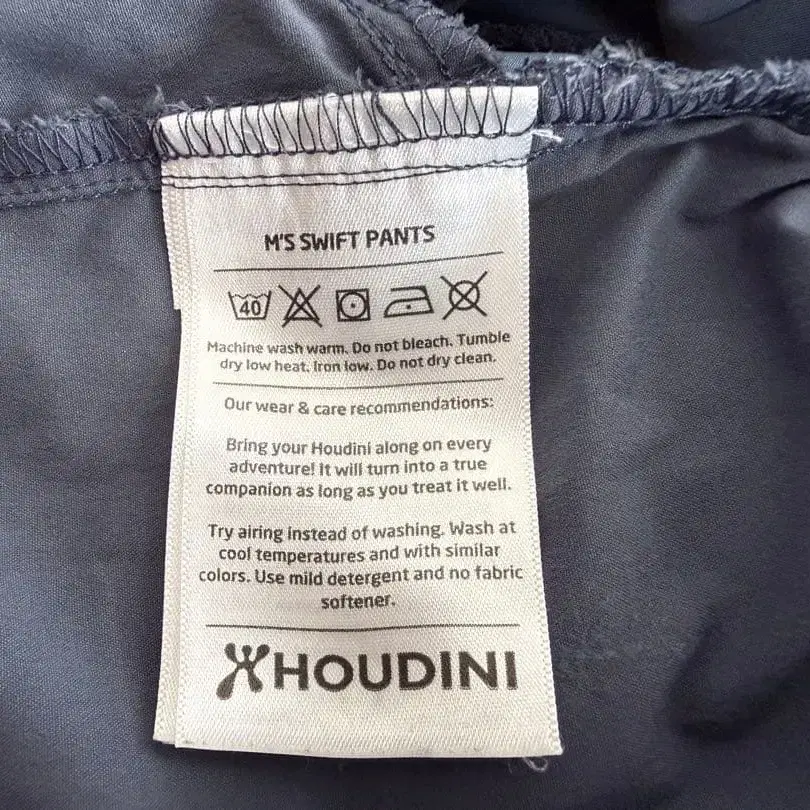 M'S SWIFT PANTS
40
Machine wash warm. Do not bleach. Tumble
dry low heat. Iron low. Do not dry clean.
Our wear & care recommendations:
Bring your Houdini along on every
adventure! It will turn into a true
companion as long as you treat it well.
Try airing instead of washing. Wash at
cool temperatures and with similar
colors. Use mild detergent and no fabric
softener.
HOUDINI